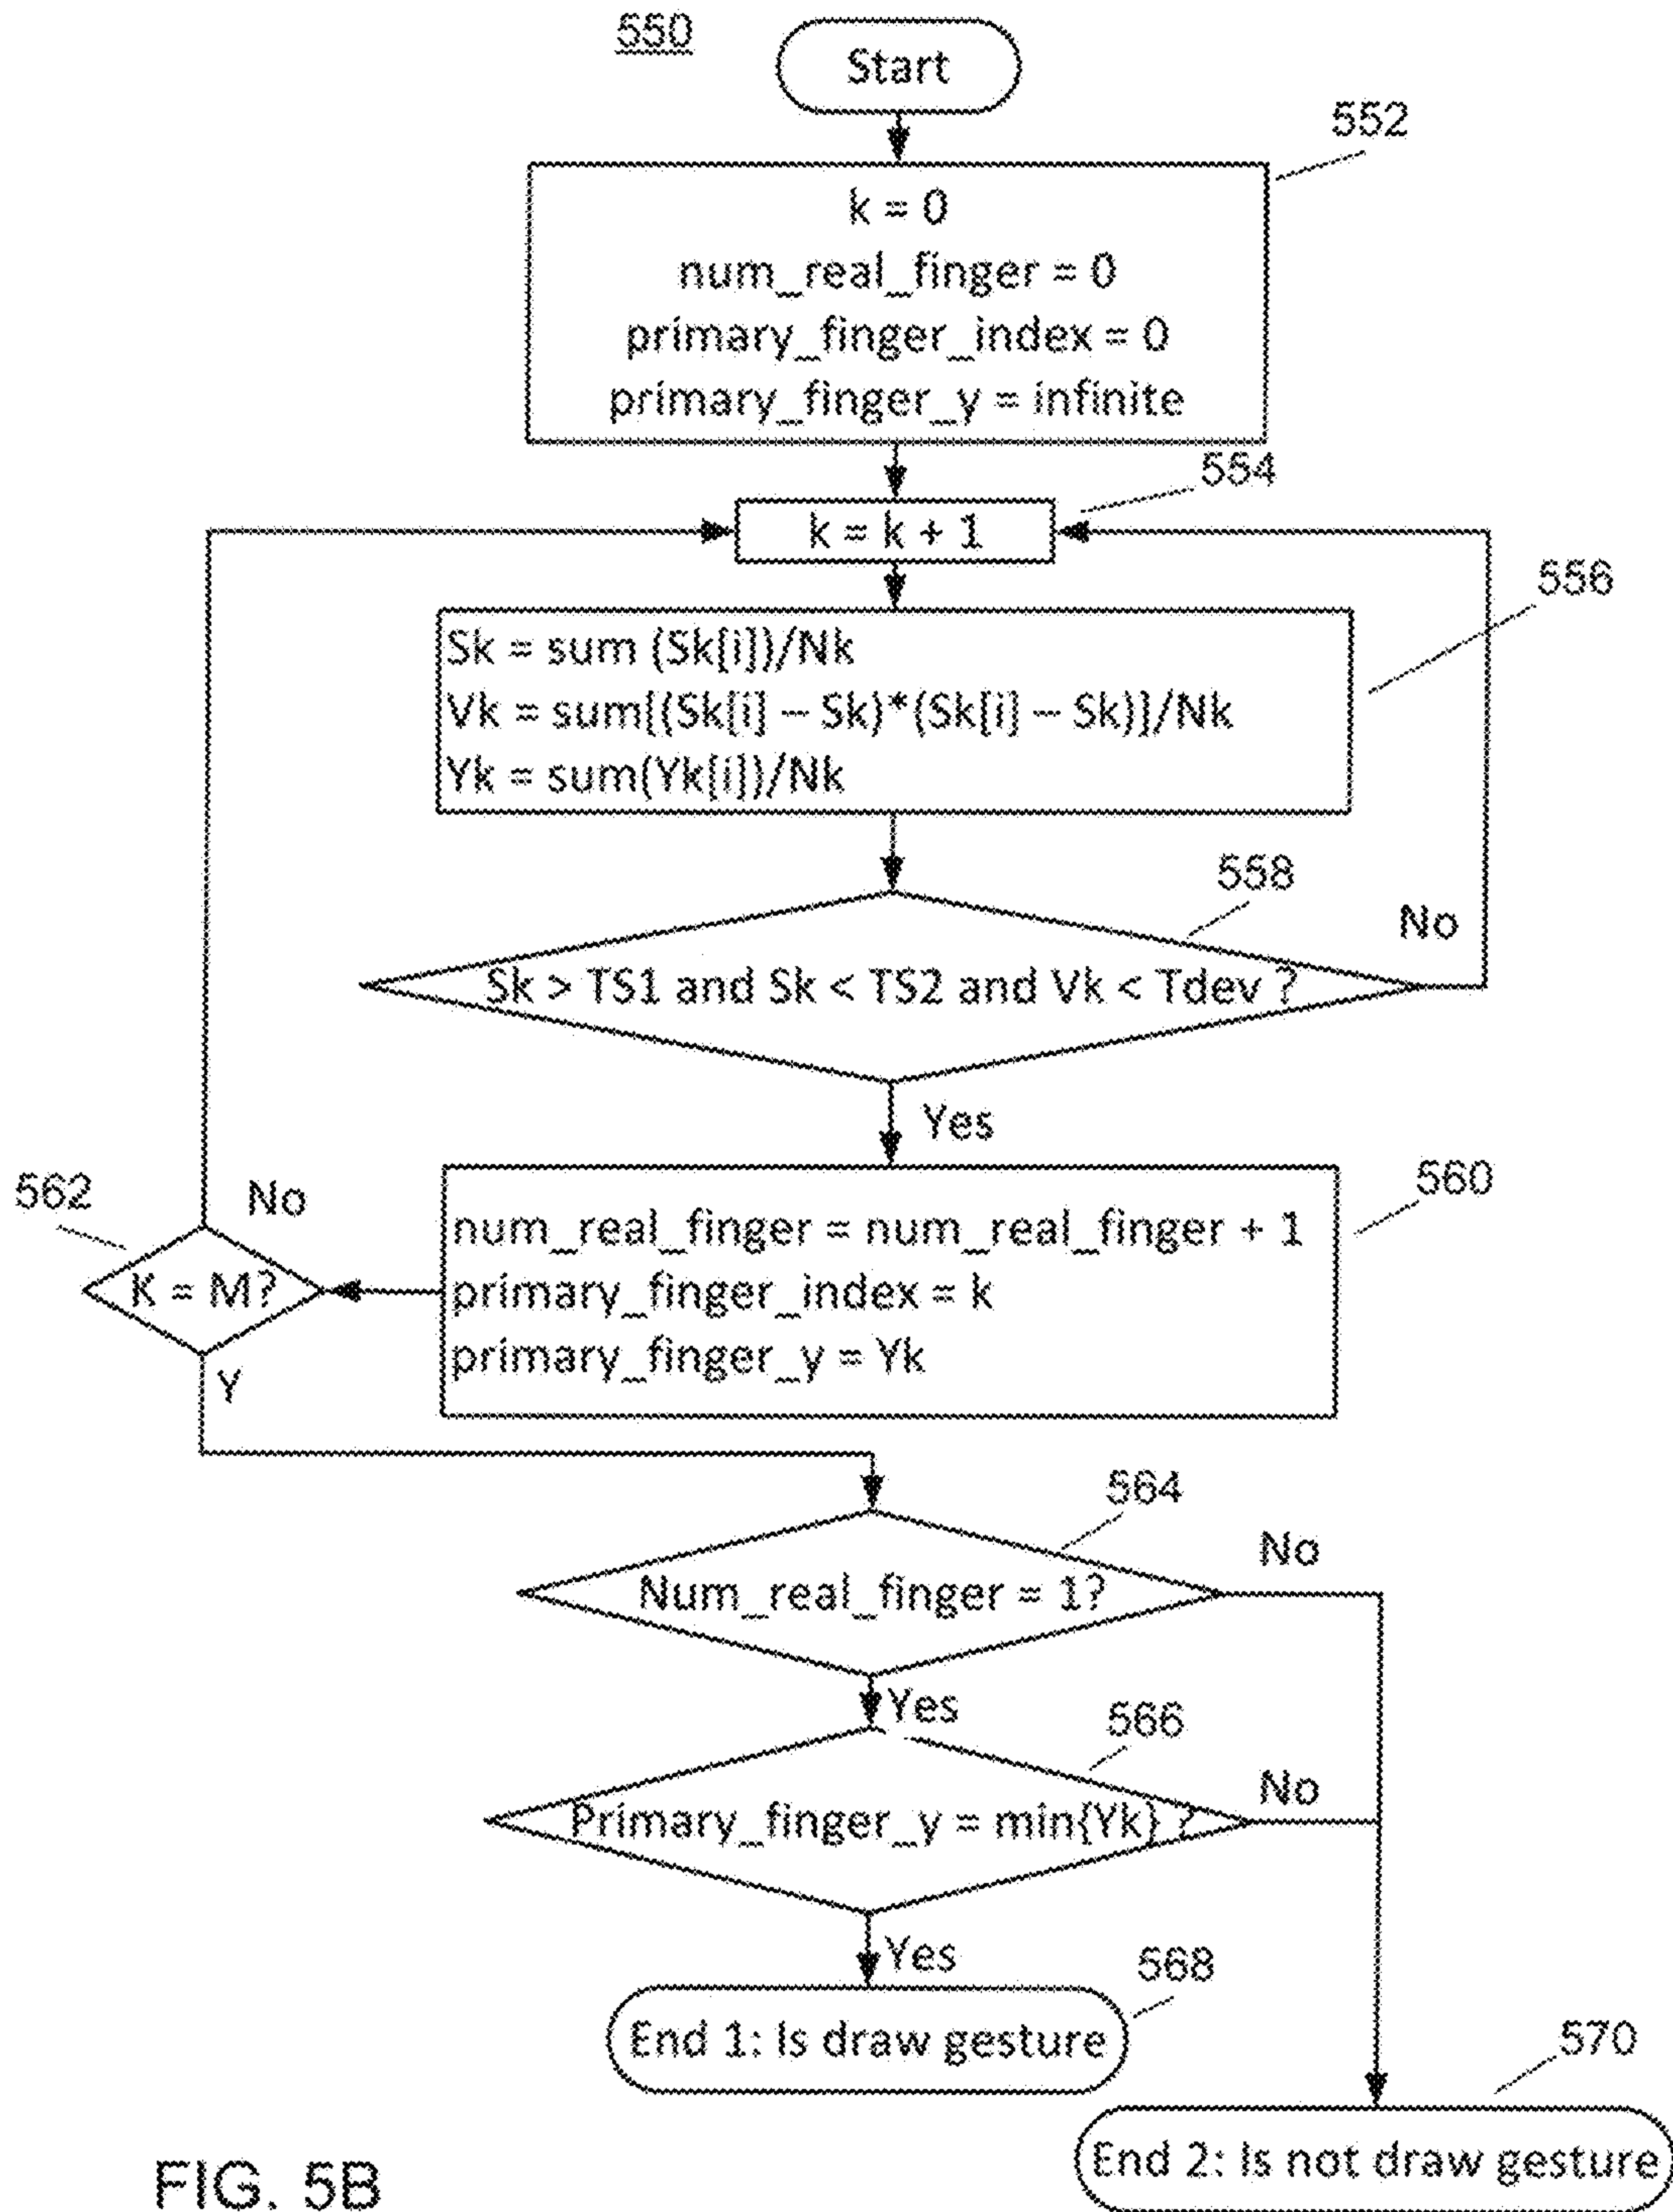 550
Start
552
k = 0
num_real_finger = 0
primary_finger_index = 0
primary_finger_y = infinite
554
k = k + 1
556
Sk = sum (Sk[i])/Nk
Vk = sum[(Sk[i] – Sk)*(Sk[i] – Sk)]/Nk
Yk = sum(Yk[i])/Nk
558
No
Sk > TS1 and Sk < TS2 and Vk < Tdev ?
Yes
560
562
No
num_real_finger = num_real_finger + 1
K = M?
primary_finger_index = k
primary_finger_y = Yk
Y
564
No
Num_real_finger = 1?
Yes
566
No
Primary_finger_y = min{Yk} ?
Yes
568
End 1: Is draw gesture
570
End 2: Is not draw gesture
FIG. 5B